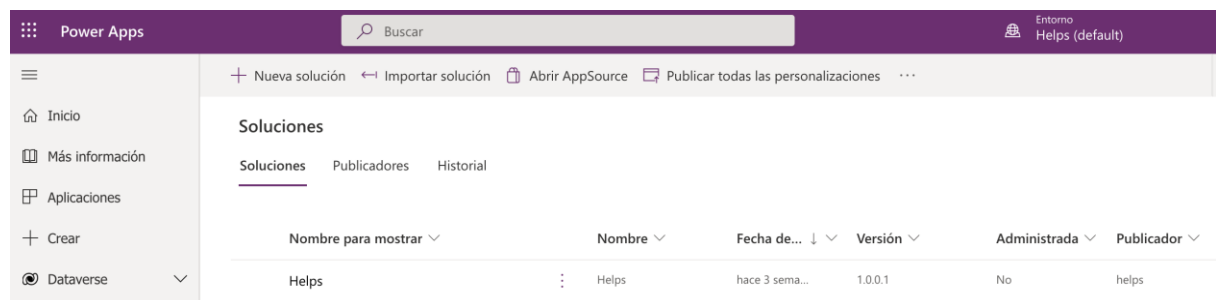 Power Apps
Buscar
Entorno
Helps (default)
Nueva solución Importar solución Abrir AppSource Publicar todas las personalizaciones ...
Inicio
Más información
Aplicaciones
Crear
Dataverse
Soluciones
Soluciones Publicadores Historial
Nombre para mostrar Nombre Fecha de... Versión Administrada Publicador
Helps Helps hace 3 sema... 1.0.0.1 No helps